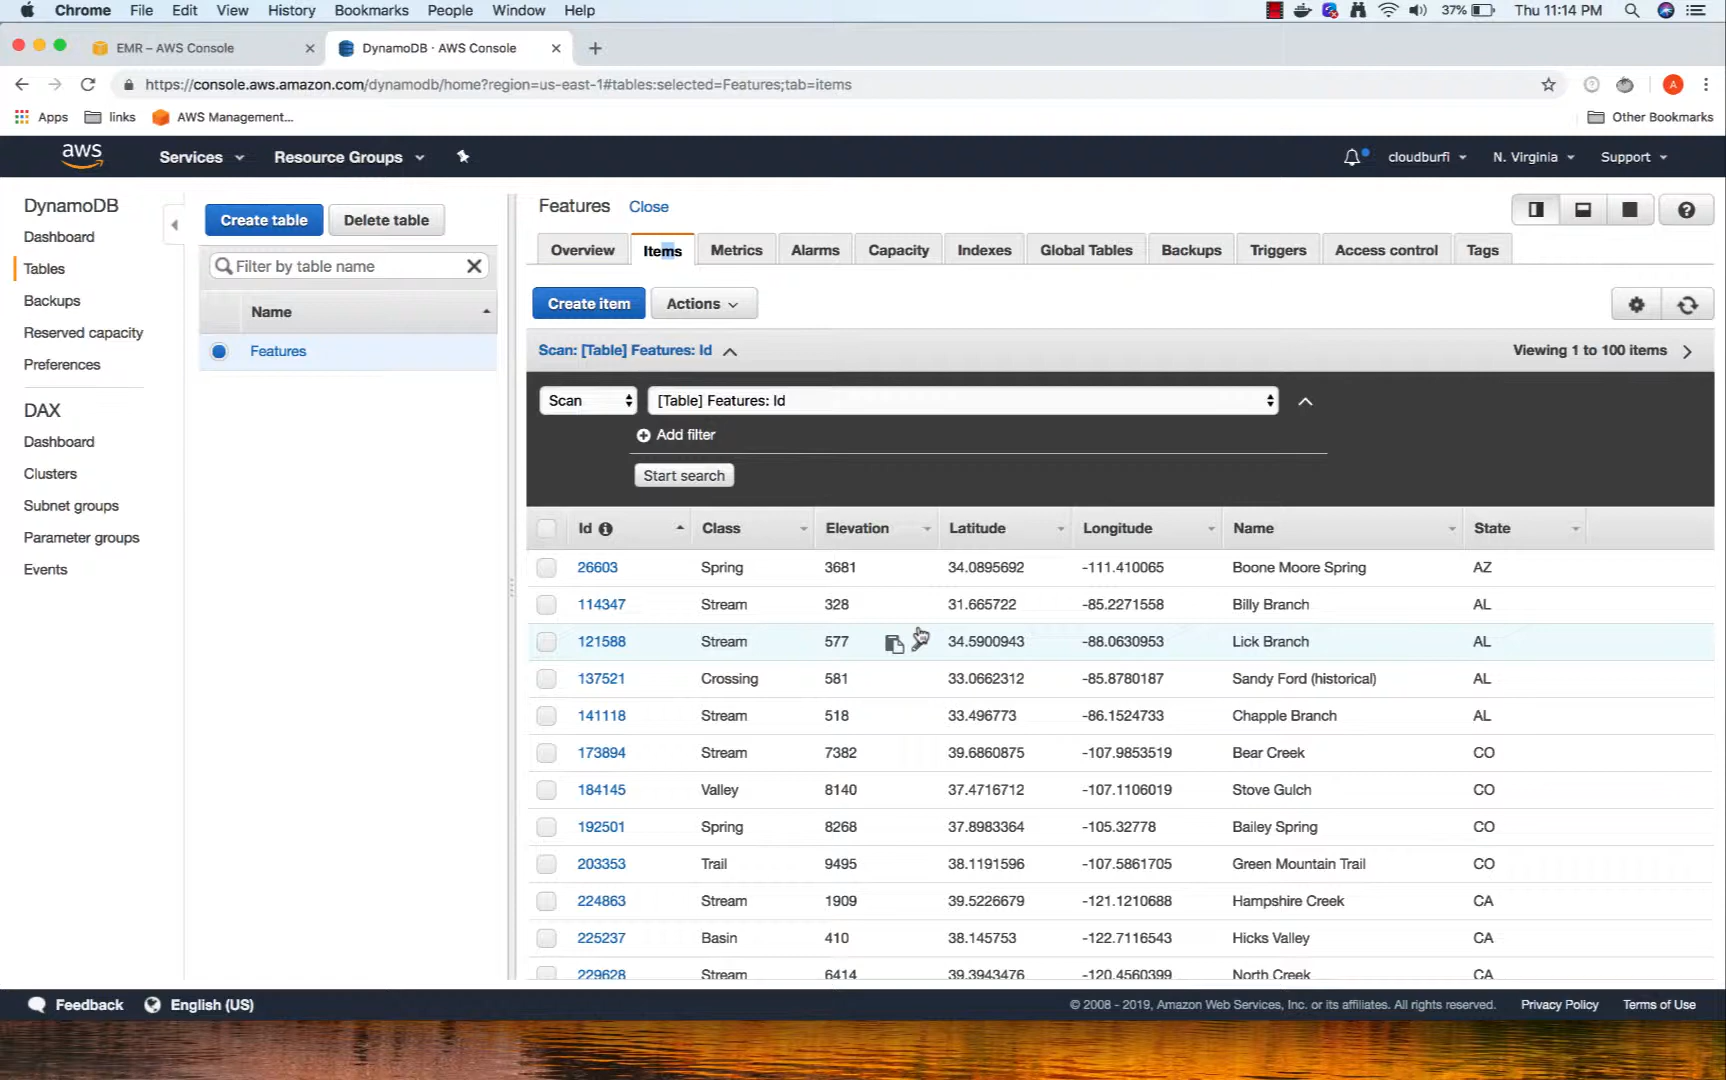 Chrome File Edit View History Bookmarks People Window Help 37% Thu 11:14 PM
EMR – AWS Console DynamoDB · AWS Console
https://console.aws.amazon.com/dynamodb/home?region=us-east-1#tables:selected=Features;tab=items A
Apps links AWS Management... Other Bookmarks
aws Services Resource Groups cloudburfi N. Virginia Support
DynamoDB
Dashboard
Tables
Backups
Reserved capacity
Preferences
DAX
Dashboard
Clusters
Subnet groups
Parameter groups
Events
Create table Delete table
Filter by table name
Name
Features
Features Close
Overview Items Metrics Alarms Capacity Indexes Global Tables Backups Triggers Access control Tags
Create item Actions
Scan: [Table] Features: Id Viewing 1 to 100 items
Scan [Table] Features: Id
Add filter
Start search
Id Class Elevation Latitude Longitude Name State
26603 Spring 3681 34.0895692 -111.410065 Boone Moore Spring AZ
114347 Stream 328 31.665722 -85.2271558 Billy Branch AL
121588 Stream 577 34.5900943 -88.0630953 Lick Branch AL
137521 Crossing 581 33.0662312 -85.8780187 Sandy Ford (historical) AL
141118 Stream 518 33.496773 -86.1524733 Chapple Branch AL
173894 Stream 7382 39.6860875 -107.9853519 Bear Creek CO
184145 Valley 8140 37.4716712 -107.1106019 Stove Gulch CO
192501 Spring 8268 37.8983364 -105.32778 Bailey Spring CO
203353 Trail 9495 38.1191596 -107.5861705 Green Mountain Trail CO
224863 Stream 1909 39.5226679 -121.1210688 Hampshire Creek CA
225237 Basin 410 38.145753 -122.7116543 Hicks Valley CA
229628 Stream 6414 39.3943476 -120.4560399 North Creek CA
Feedback English (US) © 2008 - 2019, Amazon Web Services, Inc. or its affiliates. All rights reserved. Privacy Policy Terms of Use